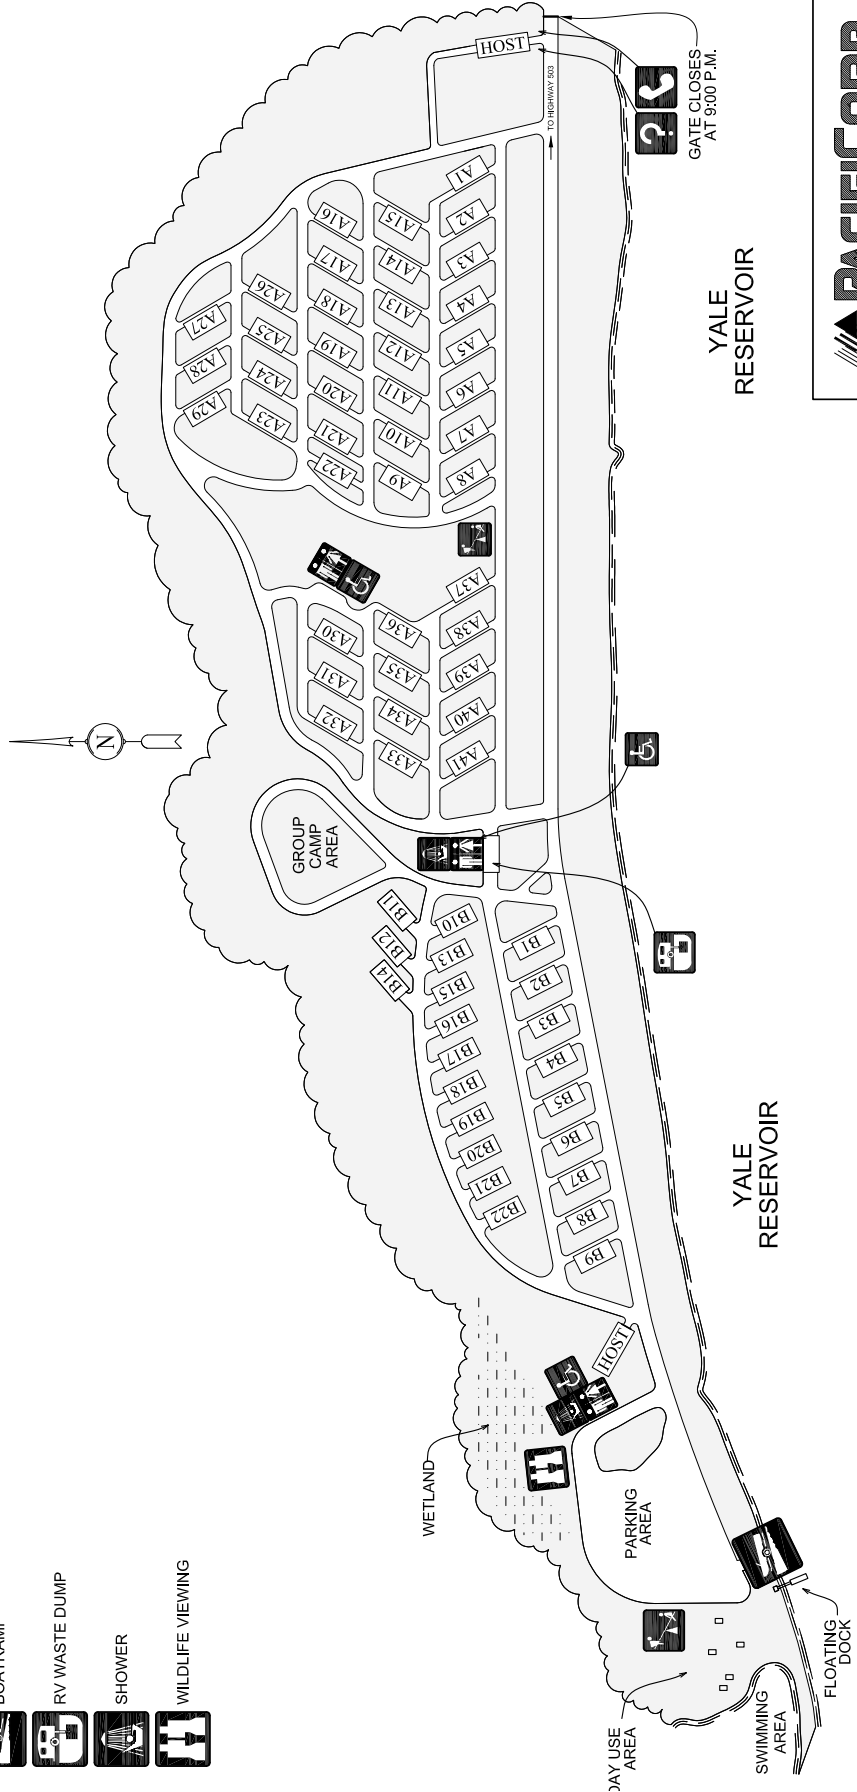 HOST
TO HIGHWAY 503
GATE CLOSES
AT 9:00 P.M.
YALE
RESERVOIR
A1
A2
A3
A4
A5
A6
A7
A8
A15
A14
A13
A12
A11
A10
A9
A16
A17
A18
A19
A20
A21
A22
A26
A25
A24
A23
A27
A28
A29
A37
A38
A39
A40
A41
A36
A35
A34
A33
A30
A31
A32
N
GROUP
CAMP
AREA
B11
B12
B14
B10
B13
B15
B16
B17
B18
B19
B20
B21
B22
B1
B2
B3
B4
B5
B6
B7
B8
B9
YALE
RESERVOIR
HOST
WETLAND
PARKING
AREA
FLOATING
DOCK
SWIMMING
AREA
DAY USE
AREA
RV WASTE DUMP
SHOWER
WILDLIFE VIEWING